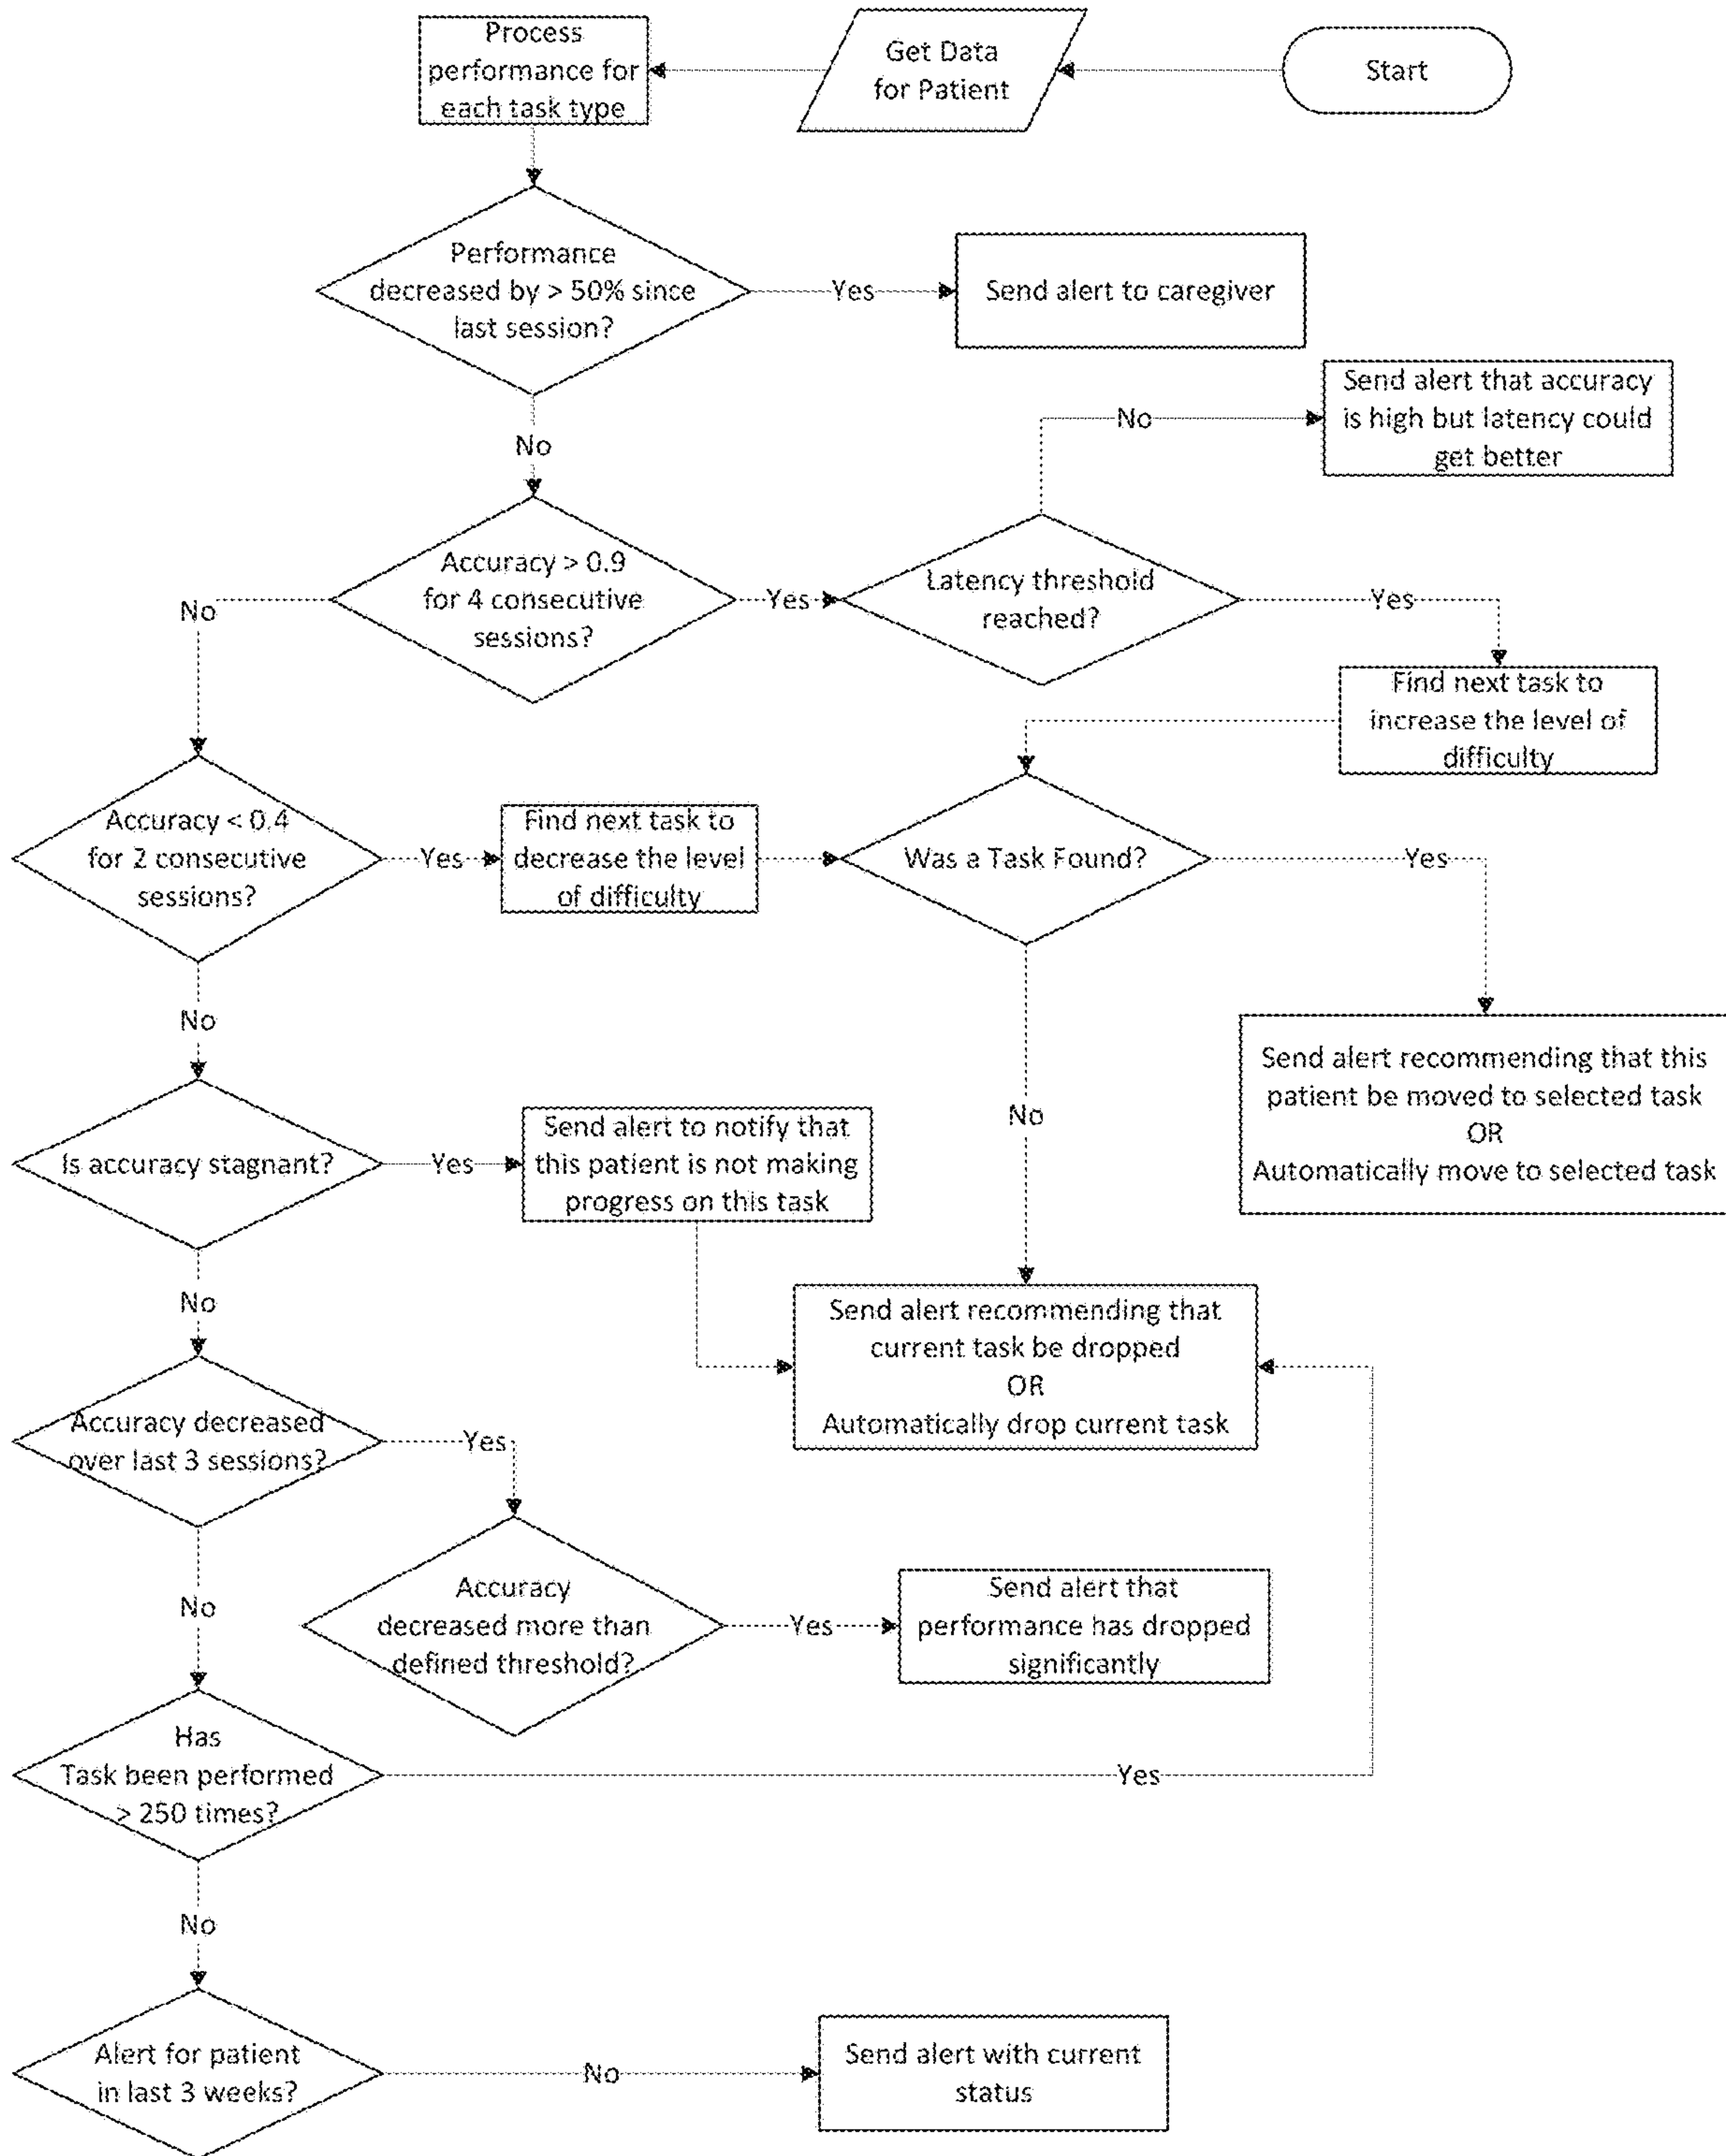 Process
performance for
each task type
Get Data
for Patient
Start
Performance
decreased by > 50% since
last session?
Yes
Send alert to caregiver
No
Send alert that accuracy
is high but latency could
get better
No
Accuracy > 0.9
for 4 consecutive
sessions?
Yes
Latency threshold
reached?
Yes
No
Find next task to
increase the level of
difficulty
Accuracy < 0.4
for 2 consecutive
sessions?
Yes
Find next task to
decrease the level
of difficulty
Was a Task Found?
Yes
No
Send alert recommending that this
patient be moved to selected task
OR
Automatically move to selected task
No
Is accuracy stagnant?
Yes
Send alert to notify that
this patient is not making
progress on this task
No
Send alert recommending that
current task be dropped
OR
Automatically drop current task
Accuracy decreased
over last 3 sessions?
Yes
No
Accuracy
decreased more than
defined threshold?
Yes
Send alert that
performance has dropped
significantly
Has
Task been performed
> 250 times?
Yes
No
Alert for patient
in last 3 weeks?
No
Send alert with current
status